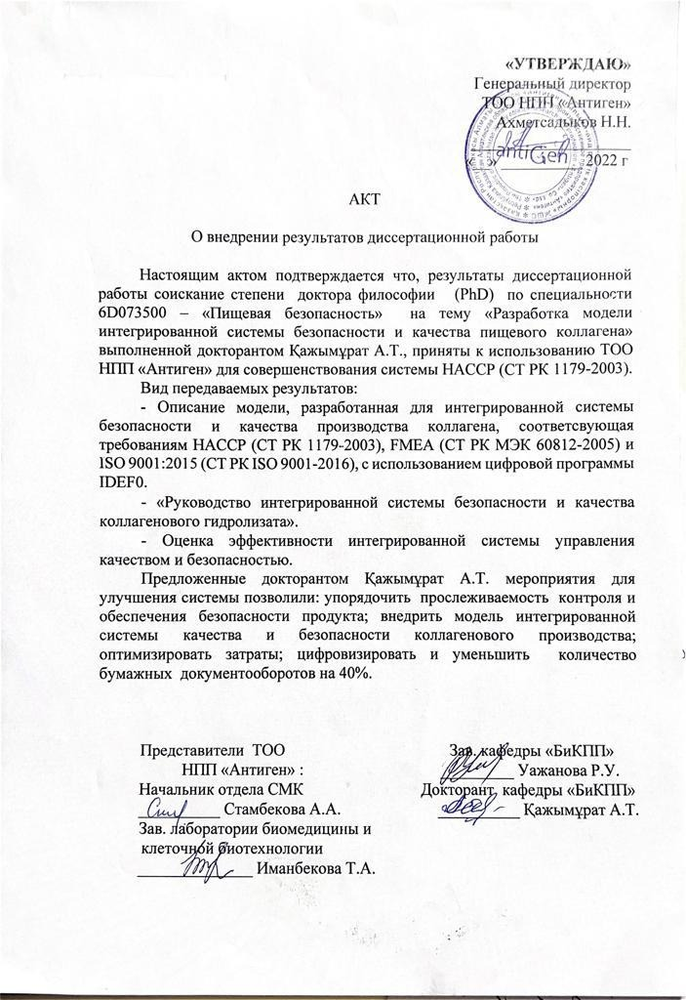 «УТВЕРЖДАЮ»
Генеральный директор
ТОО НПП «Антиген»
Ахметсадыков Н.Н.
antiGen
« » 2022 г
АКТ
О внедрении результатов диссертационной работы
Настоящим актом подтверждается что, результаты диссертационной
работы соискание степени доктора философии (PhD) по специальности
6D073500 – «Пищевая безопасность» на тему «Разработка модели
интегрированной системы безопасности и качества пищевого коллагена»
выполненной докторантом Қажымұрат А.Т., приняты к использованию ТОО
НПП «Антиген» для совершенствования системы НАССР (СТ РК 1179-2003).
Вид передаваемых результатов:
- Описание модели, разработанная для интегрированной системы
безопасности и качества производства коллагена, соответсвующая
требованиям НАССР (СТ РК 1179-2003), FMEA (СТ РК МЭК 60812-2005) и
ISO 9001:2015 (СТ РК ISO 9001-2016), с использованием цифровой программы
IDEF0.
- «Руководство интегрированной системы безопасности и качества
коллагенового гидролизата».
- Оценка эффективности интегрированной системы управления
качеством и безопасностью.
Предложенные докторантом Қажымұрат А.Т. мероприятия для
улучшения системы позволили: упорядочить прослеживаемость контроля и
обеспечения безопасности продукта; внедрить модель интегрированной
системы качества и безопасности коллагенового производства;
оптимизировать затраты; цифровизировать и уменьшить количество
бумажных документооборотов на 40%.
Представители ТОО
НПП «Антиген» :
Начальник отдела СМК
Стамбекова А.А.
Зав. лаборатории биомедицины и
клеточной биотехнологии
Иманбекова Т.А.
Зав. кафедры «БиКПП»
Уажанова Р.У.
Докторант кафедры «БиКПП»
Қажымұрат А.Т.